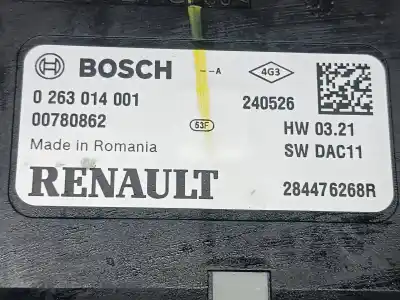 BOSCH --A 4G3
0 263 014 001 240526
00780862 53F HW 03.21
Made in Romania SW DAC11
RENAULT 284476268R